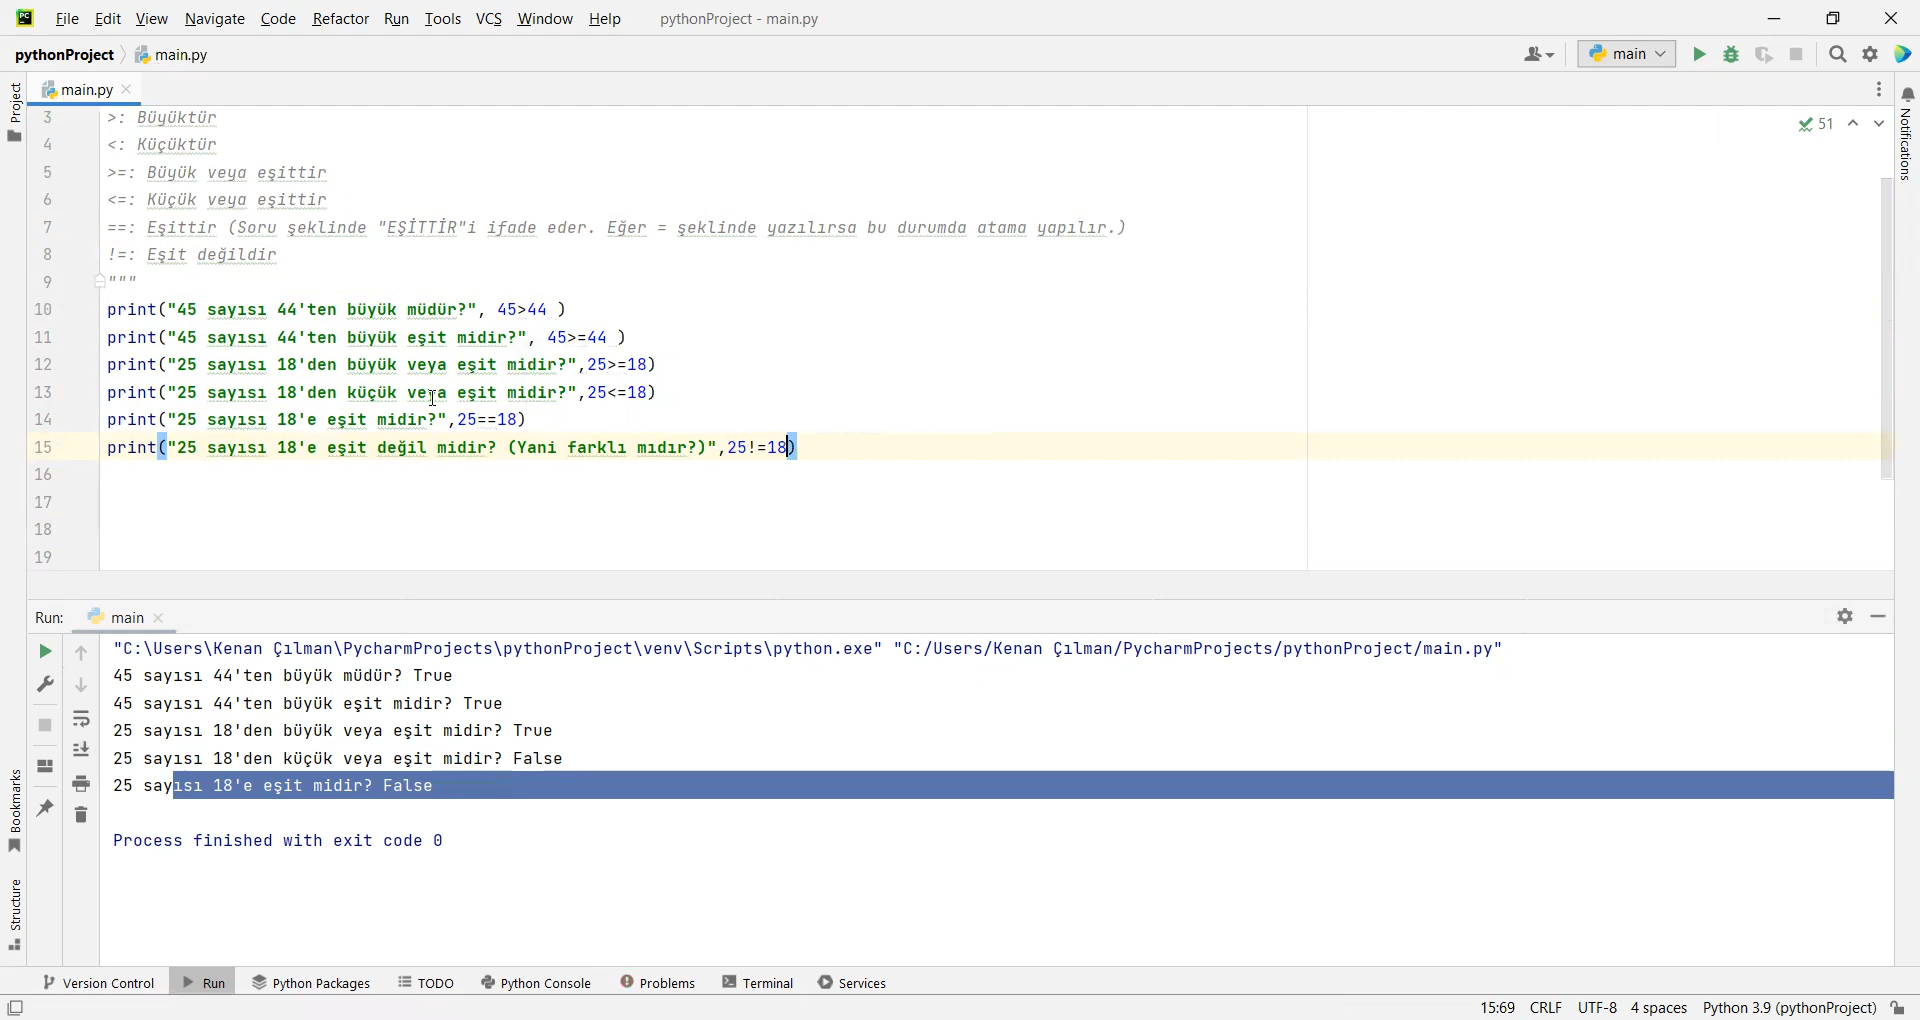 File Edit View Navigate Code Refactor Run Tools VCS Window Help pythonProject - main.py
pythonProject main.py main
main.py
Project
Notifications
51
3 >: Büyüktür
4 <: Küçüktür
5 >=: Büyük veya eşittir
6 <=: Küçük veya eşittir
7 ==: Eşittir (Soru şeklinde "EŞİTTİR"i ifade eder. Eğer = şeklinde yazılırsa bu durumda atama yapılır.)
8 !=: Eşit değildir
9 """
10 print("45 sayısı 44'ten büyük müdür?", 45>44 )
11 print("45 sayısı 44'ten büyük eşit midir?", 45>=44 )
12 print("25 sayısı 18'den büyük veya eşit midir?",25>=18)
13 print("25 sayısı 18'den küçük veya eşit midir?",25<=18)
14 print("25 sayısı 18'e eşit midir?",25==18)
15 print("25 sayısı 18'e eşit değil midir? (Yani farklı mıdır?)",25!=18)
16
17
18
19
Run: main
"C:\Users\Kenan Çılman\PycharmProjects\pythonProject\venv\Scripts\python.exe" "C:/Users/Kenan Çılman/PycharmProjects/pythonProject/main.py"
45 sayısı 44'ten büyük müdür? True
45 sayısı 44'ten büyük eşit midir? True
25 sayısı 18'den büyük veya eşit midir? True
25 sayısı 18'den küçük veya eşit midir? False
25 sayısı 18'e eşit midir? False
Process finished with exit code 0
Bookmarks
Structure
Version Control Run Python Packages TODO Python Console Problems Terminal Services
15:69 CRLF UTF-8 4 spaces Python 3.9 (pythonProject)